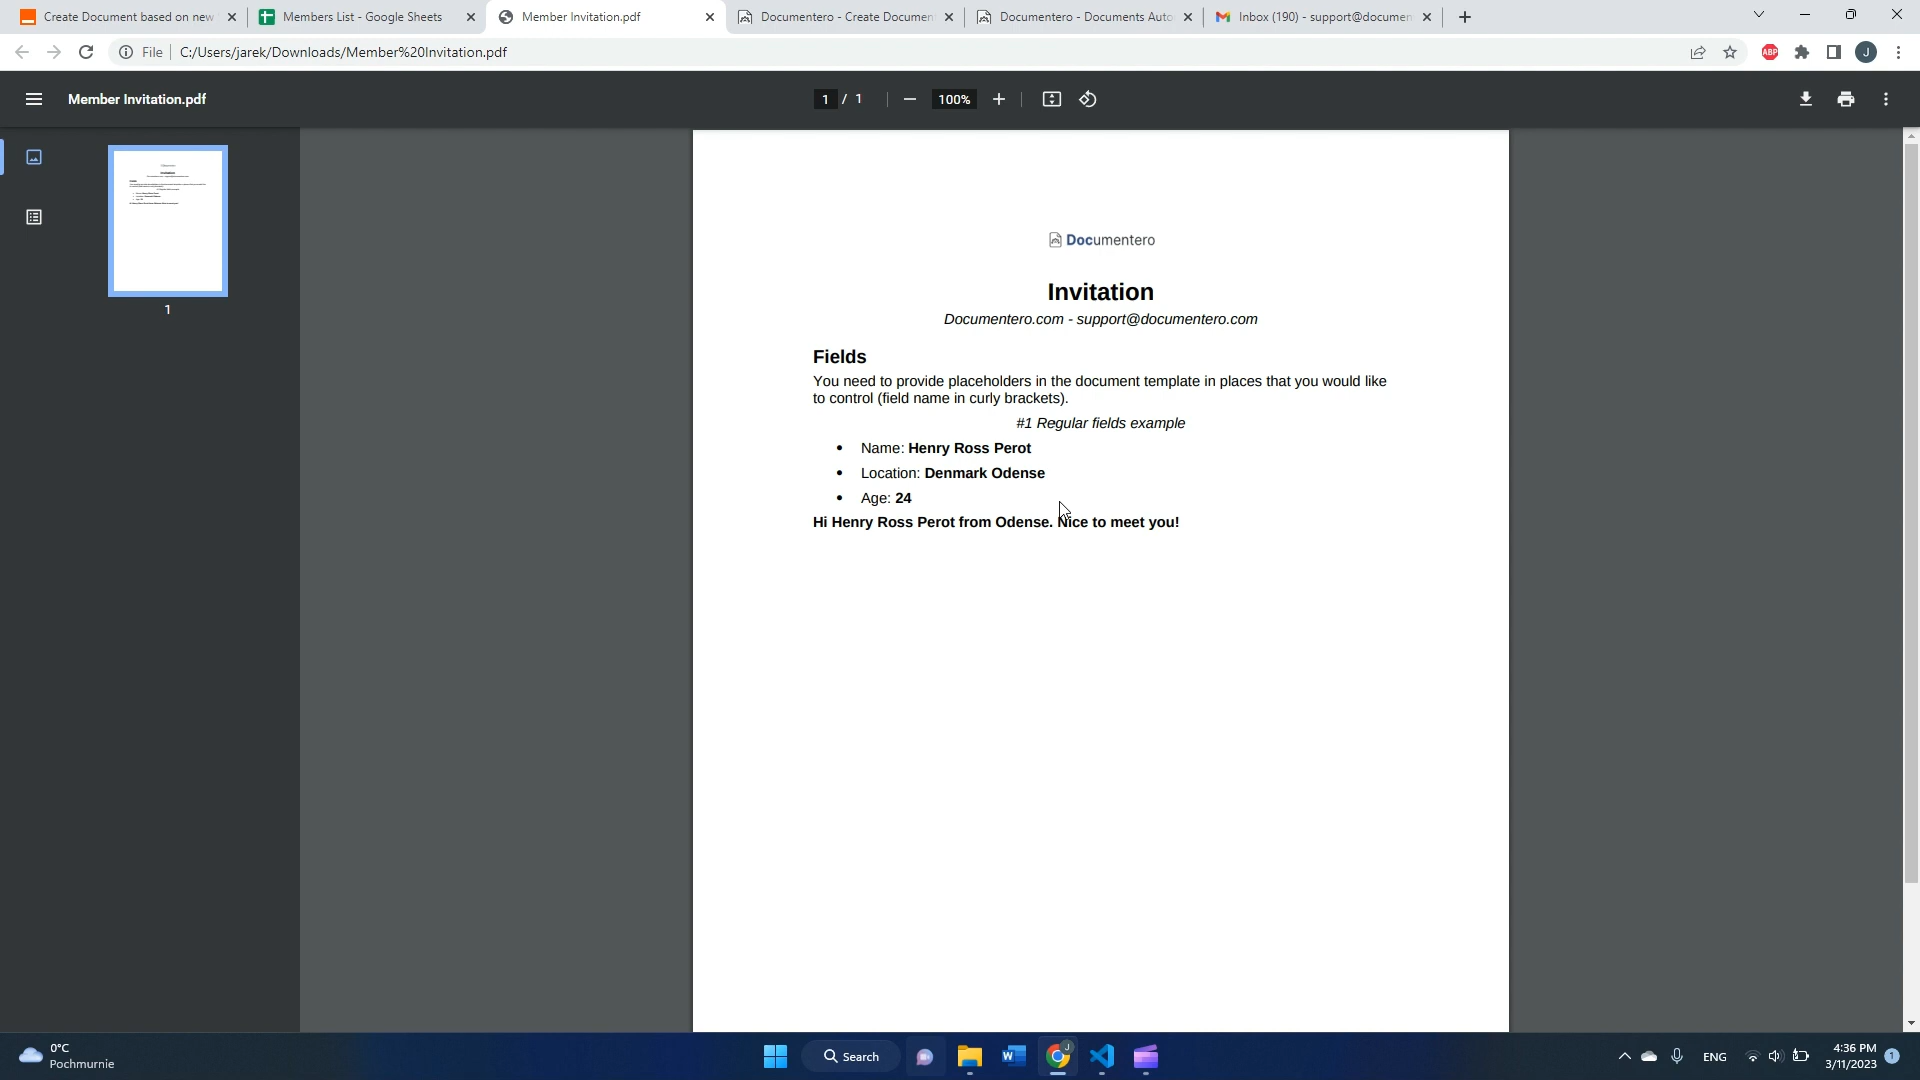 Create Document based on new
Members List - Google Sheets
Member Invitation.pdf
Documentero - Create Documen
Documentero - Documents Auto
Inbox (190) - support@documen
File
C:/Users/jarek/Downloads/Member%20Invitation.pdf
ABP
J
Member Invitation.pdf
1 / 1
100%
1
Documentero
Invitation
Documentero.com - support@documentero.com
Fields
You need to provide placeholders in the document template in places that you would like
to control (field name in curly brackets).
#1 Regular fields example
• Name: Henry Ross Perot
• Location: Denmark Odense
• Age: 24
Hi Henry Ross Perot from Odense. Nice to meet you!
0°C
Pochmurnie
Search
J
ENG
4:36 PM
3/11/2023
1